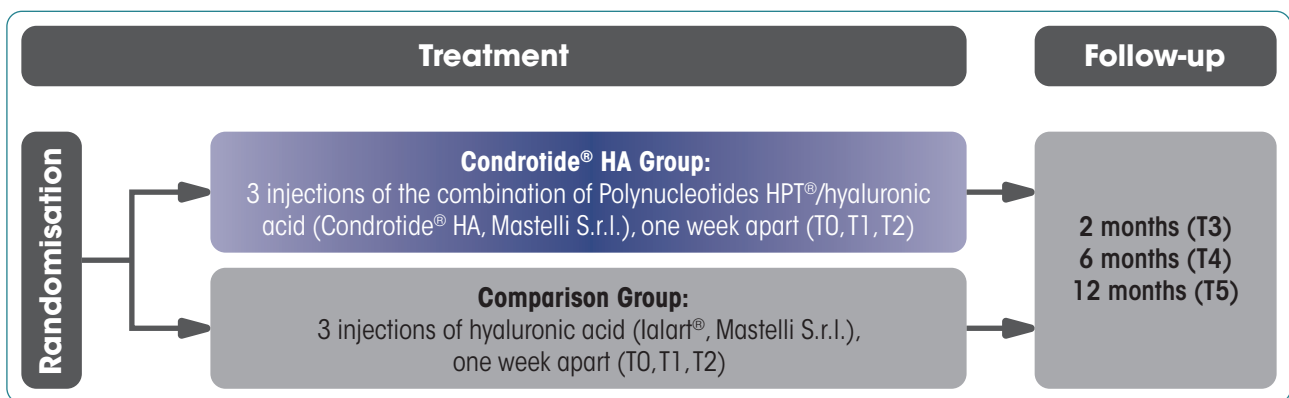 Treatment
Follow-up
Randomisation
Condrotide® HA Group:
3 injections of the combination of Polynucleotides HPT®/hyaluronic
acid (Condrotide® HA, Mastelli S.r.l.), one week apart (T0, T1, T2)
Comparison Group:
3 injections of hyaluronic acid (Ialart®, Mastelli S.r.l.),
one week apart (T0, T1, T2)
2 months (T3)
6 months (T4)
12 months (T5)